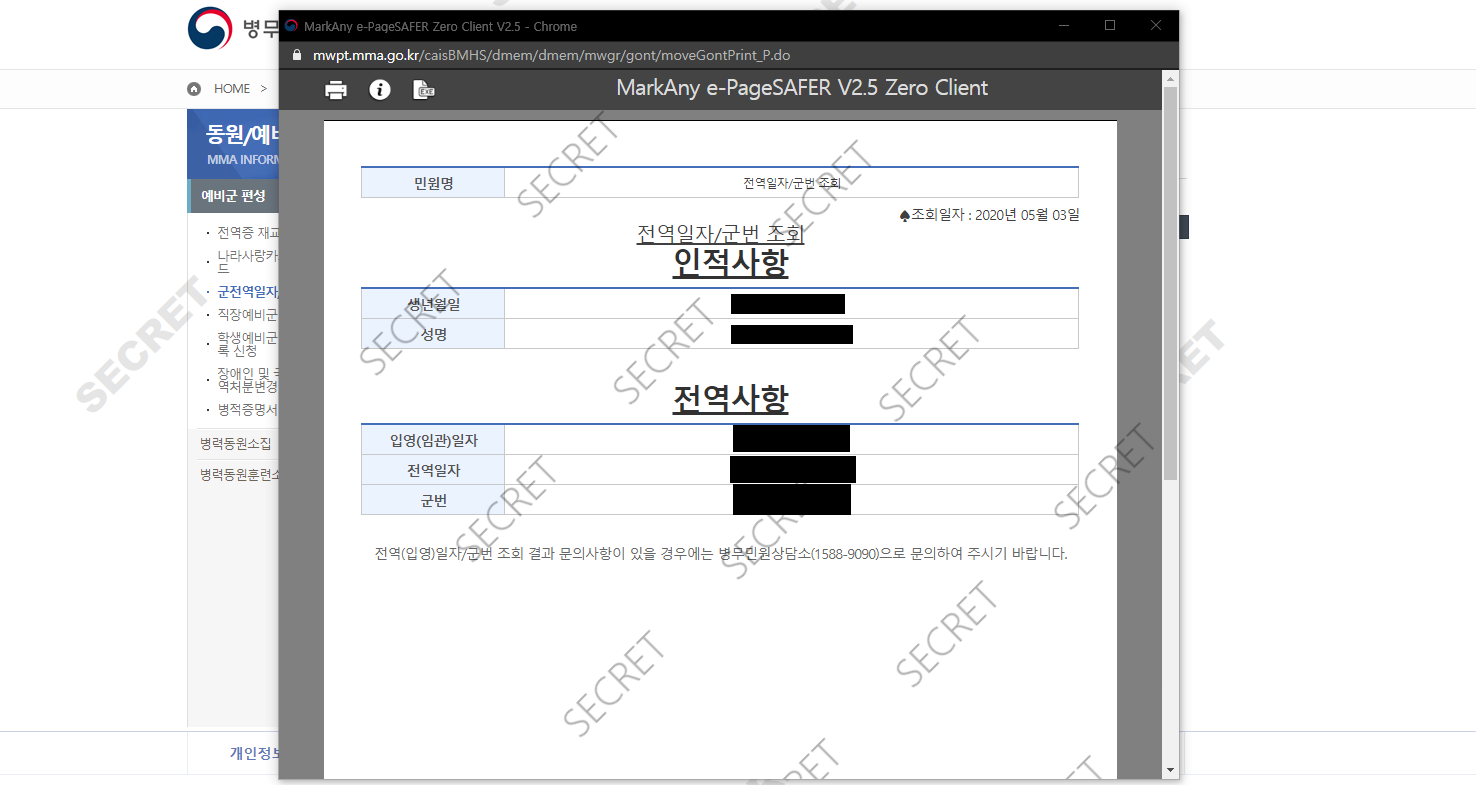 병무
MarkAny e-PageSAFER Zero Client V2.5 - Chrome
mwpt.mma.go.kr/caisBMHS/dmem/dmem/mwgr/gont/moveGontPrint_P.do
HOME >
MarkAny e-PageSAFER V2.5 Zero Client
동원/예비
MMA INFORM
예비군 편성
· 전역증 재교
· 나라사랑카
드
· 군전역일자/
· 직장예비군
· 학생예비군
록 신청
· 장애인 및 국
역처분변경
· 병적증명서
병력동원소집
병력동원훈련소
개인정보
민원명 전역일자/군번 조회
♠조회일자 : 2020년 05월 03일
전역일자/군번 조회
인적사항
생년월일
성명
전역사항
입영(임관)일자
전역일자
군번
전역(입영)일자/군번 조회 결과 문의사항이 있을 경우에는 병무민원상담소(1588-9090)으로 문의하여 주시기 바랍니다.
SECRET
SECRET
SECRET
SECRET
SECRET
SECRET
SECRET
SECRET
SECRET
SECRET
SECRET